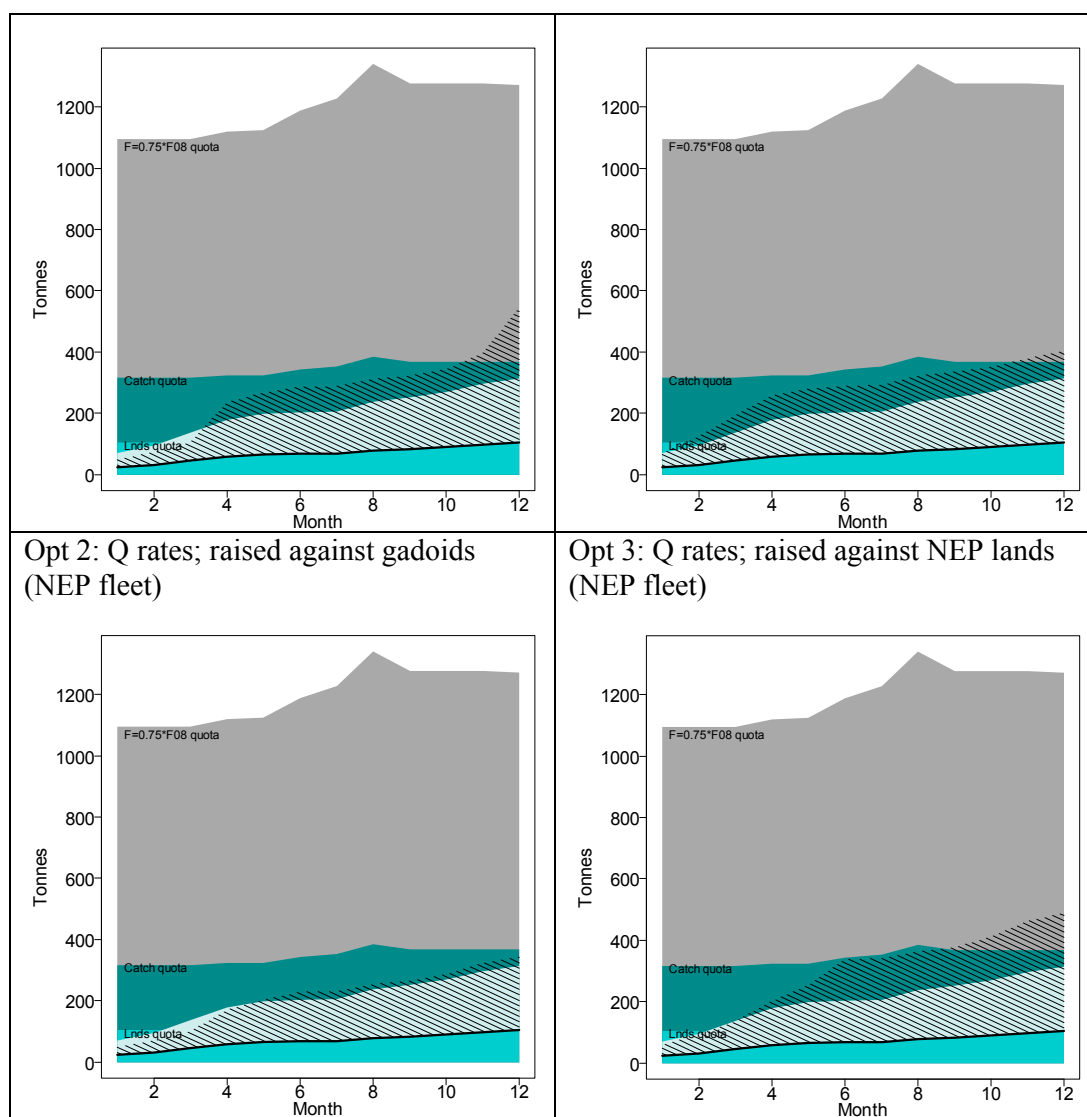 1200
1000
800
600
400
200
0
Tonnes
F=0.75*F08 quota
Catch quota
Lnds quota
2 4 6 8 10 12
Month
1200
1000
800
600
400
200
0
Tonnes
F=0.75*F08 quota
Catch quota
Lnds quota
2 4 6 8 10 12
Month
Opt 2: Q rates; raised against gadoids
(NEP fleet)
Opt 3: Q rates; raised against NEP lands
(NEP fleet)
1200
1000
800
600
400
200
0
Tonnes
F=0.75*F08 quota
Catch quota
Lnds quota
2 4 6 8 10 12
Month
1200
1000
800
600
400
200
0
Tonnes
F=0.75*F08 quota
Catch quota
Lnds quota
2 4 6 8 10 12
Month